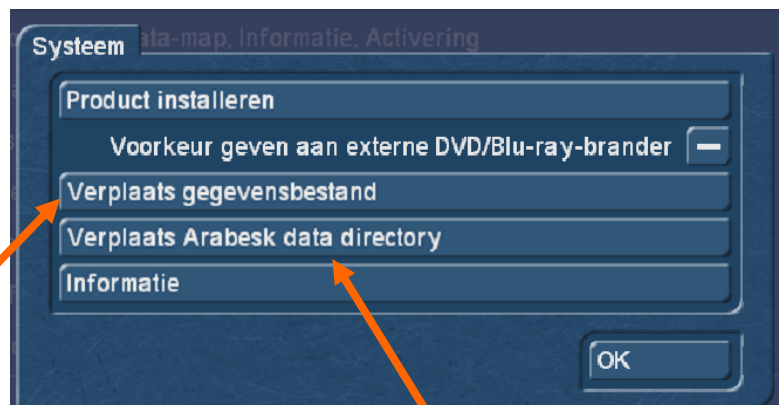 ata-map, Informatie, Activering
Systeem
Product installeren
Voorkeur geven aan externe DVD/Blu-ray-brander
Verplaats gegevensbestand
Verplaats Arabesk data directory
Informatie
OK